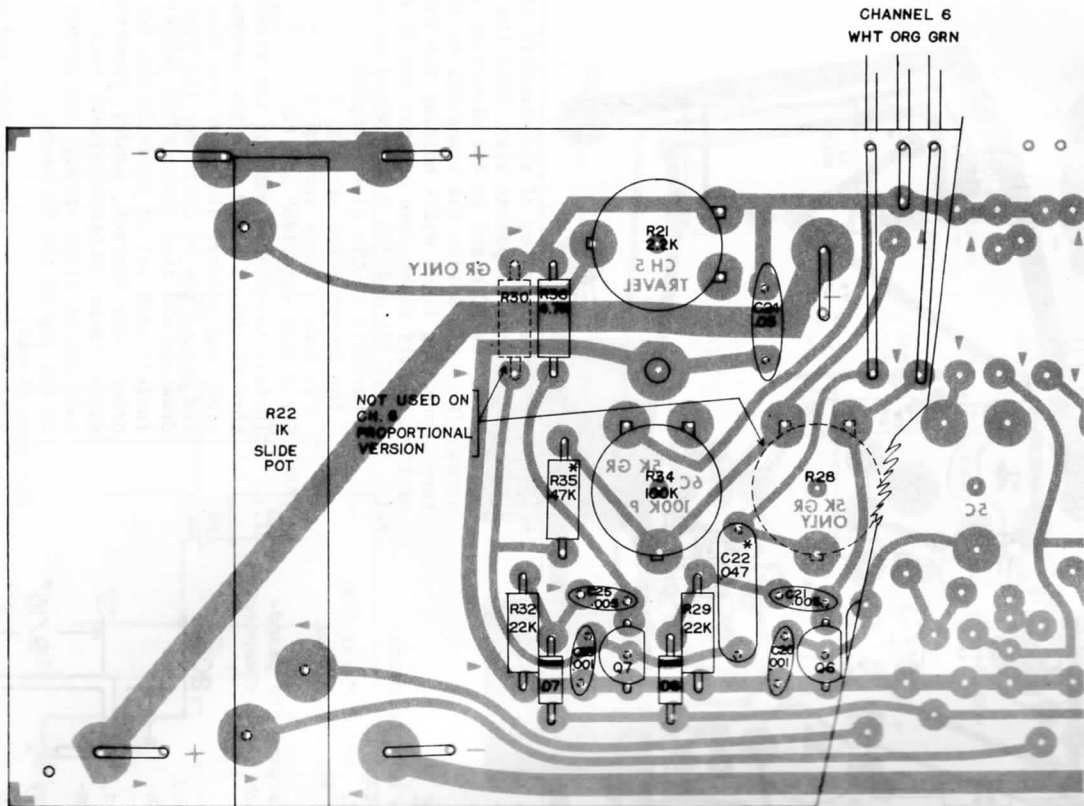 CHANNEL 6
WHT ORG GRN
-
+
R21
2.2K
CH 5
TRAVEL
GR ONLY
R30
4.7K
C24
.05
-
R22
1K
SLIDE
POT
NOT USED ON
CH. 6
PROPORTIONAL
VERSION
R35
47K
*
5K GR
R34
100K
6C
100K P
R28
5K GR
ONLY
5C
C22
.047
*
C25
.005
C21
.005
R32
22K
R29
22K
.001
C20
.001
Q7
Q6
D7
D6
+
-